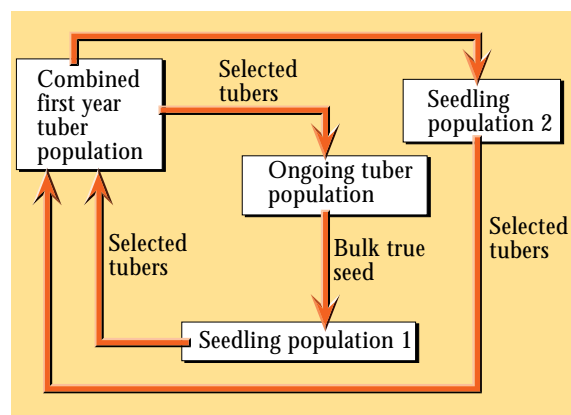 Combined
first year
tuber
population
Selected
tubers
Seedling
population 2
Ongoing tuber
population
Selected
tubers
Bulk true
seed
Selected
tubers
Seedling population 1